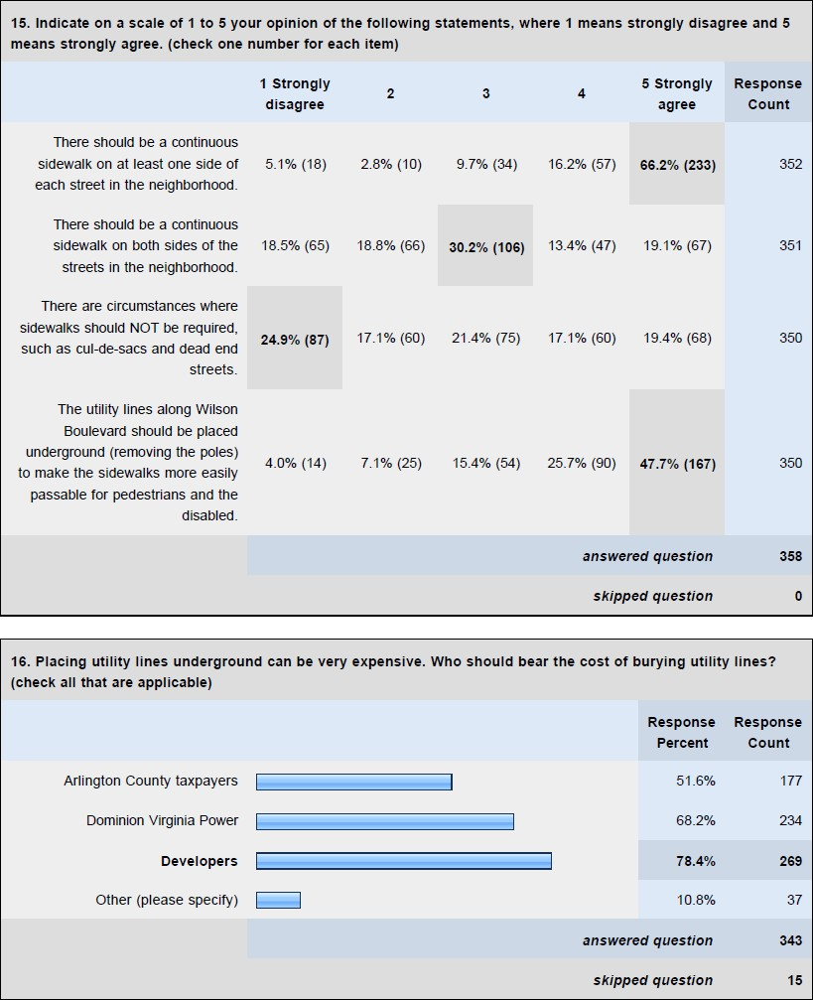 15. Indicate on a scale of 1 to 5 your opinion of the following statements, where 1 means strongly disagree and 5
means strongly agree. (check one number for each item)
1 Strongly disagree 2 3 4 5 Strongly agree Response Count
There should be a continuous
sidewalk on at least one side of
each street in the neighborhood.
5.1% (18) 2.8% (10) 9.7% (34) 16.2% (57) 66.2% (233) 352
There should be a continuous
sidewalk on both sides of the
streets in the neighborhood.
18.5% (65) 18.8% (66) 30.2% (106) 13.4% (47) 19.1% (67) 351
There are circumstances where
sidewalks should NOT be required,
such as cul-de-sacs and dead end
streets.
24.9% (87) 17.1% (60) 21.4% (75) 17.1% (60) 19.4% (68) 350
The utility lines along Wilson
Boulevard should be placed
underground (removing the poles)
to make the sidewalks more easily
passable for pedestrians and the
disabled.
4.0% (14) 7.1% (25) 15.4% (54) 25.7% (90) 47.7% (167) 350
answered question 358
skipped question 0
16. Placing utility lines underground can be very expensive. Who should bear the cost of burying utility lines?
(check all that are applicable)
Response Percent Response Count
Arlington County taxpayers 51.6% 177
Dominion Virginia Power 68.2% 234
Developers 78.4% 269
Other (please specify) 10.8% 37
answered question 343
skipped question 15